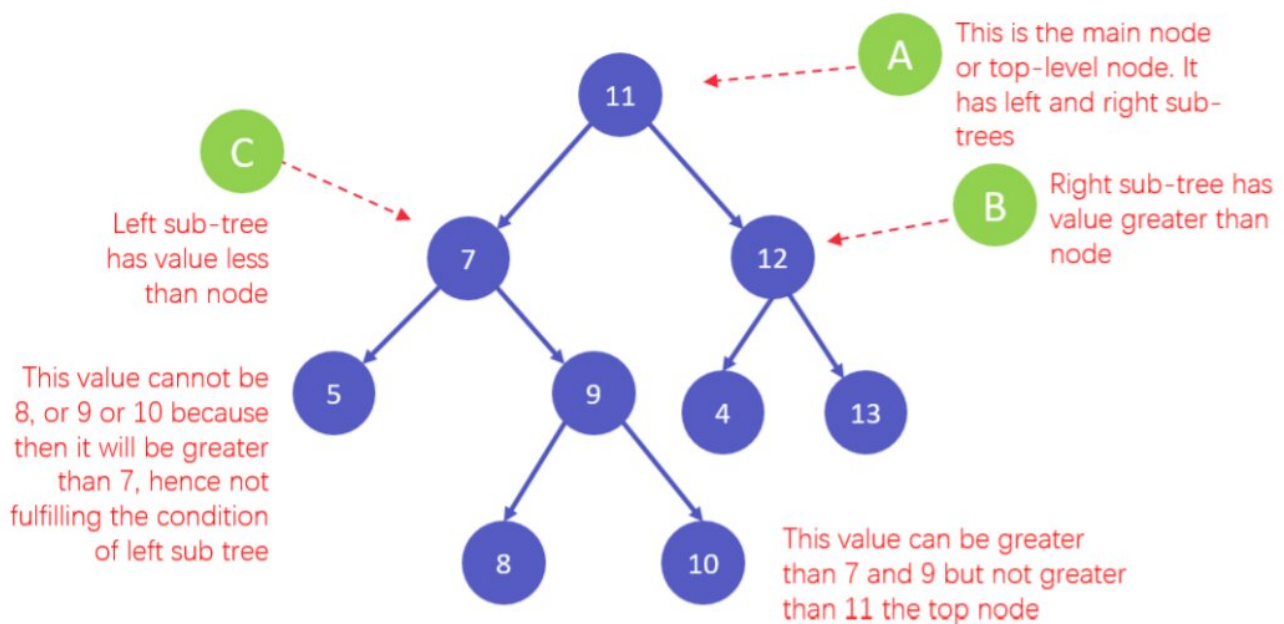 A
This is the main node
or top-level node. It
has left and right sub-
trees
11
C
B
Right sub-tree has
value greater than
node
Left sub-tree
has value less
than node
7
12
This value cannot be
8, or 9 or 10 because
then it will be greater
than 7, hence not
fulfilling the condition
of left sub tree
5
9
4
13
8
10
This value can be greater
than 7 and 9 but not greater
than 11 the top node